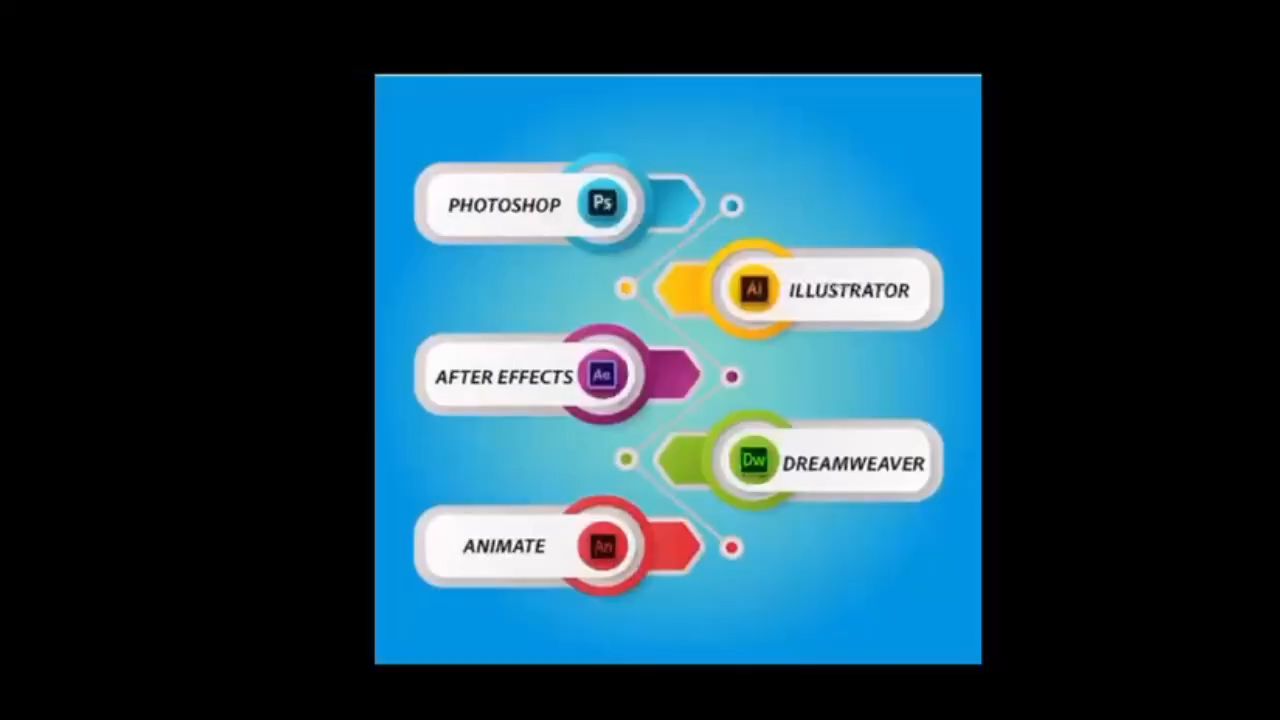 PHOTOSHOP Ps
Ai ILLUSTRATOR
AFTER EFFECTS Ae
Dw DREAMWEAVER
ANIMATE An